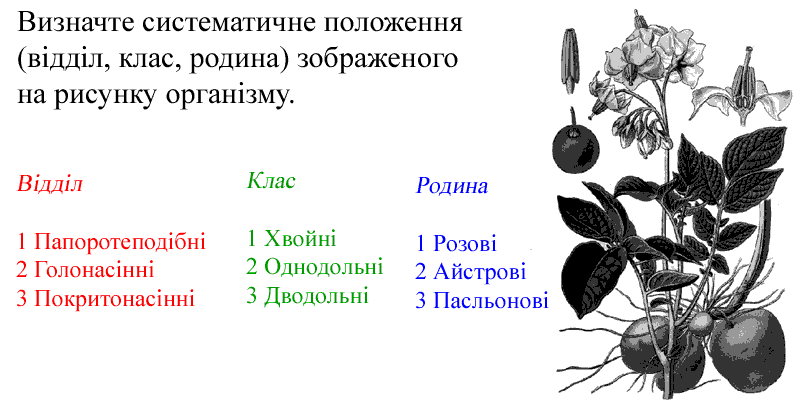 Визначте систематичне положення
(відділ, клас, родина) зображеного
на рисунку організму.
Відділ
1 Папоротеподібні
2 Голонасінні
3 Покритонасінні
Клас
1 Хвойні
2 Однодольні
3 Дводольні
Родина
1 Розові
2 Айстрові
3 Пасльонові